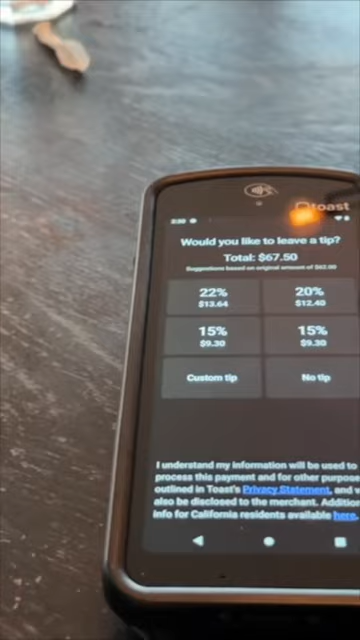 toast
Would you like to leave a tip?
Total: $67.50
Suggestions based on original amount of $62.00
22% 20%
$13.64 $12.40
15% 15%
$9.30 $9.30
Custom tip No tip
I understand my information will be used to
process this payment and for other purpose
outlined in Toast's Privacy Statement, and
also be disclosed to the merchant. Addition
info for California residents available here.